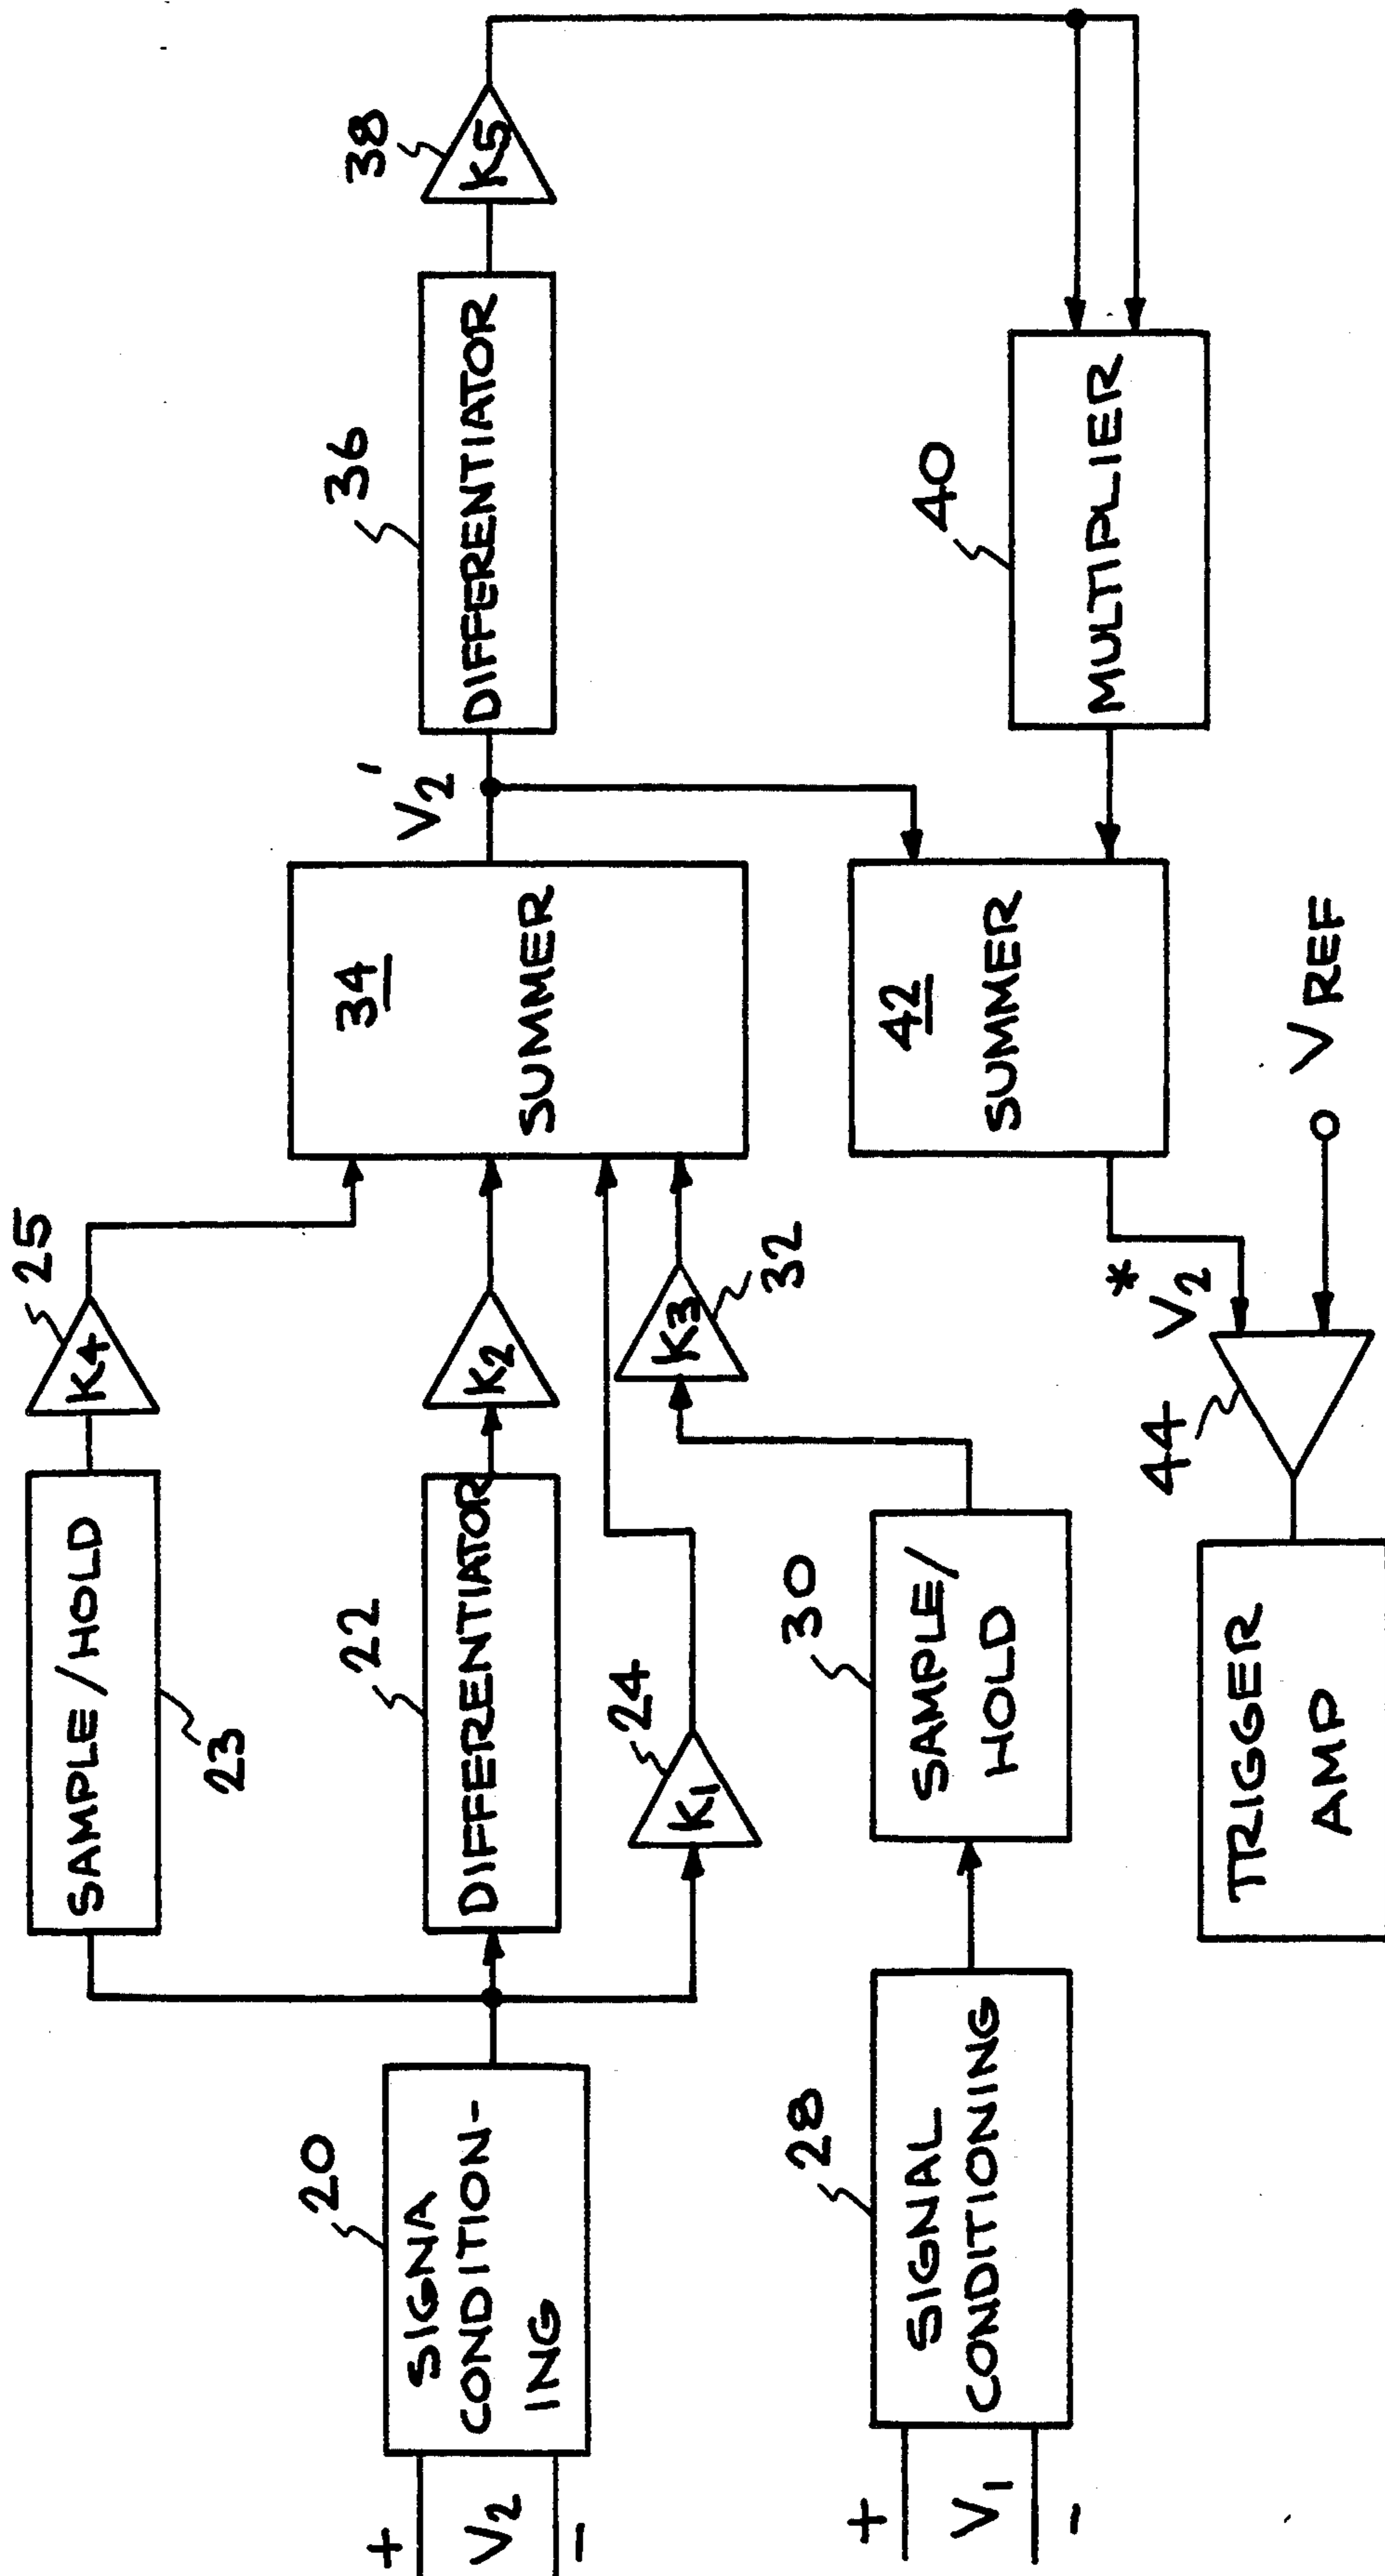 +
V2
-
20
SIGNA
CONDITION-
ING
SAMPLE/HOLD
23
K4
25
22
DIFFERENTIATOR
K2
24
K1
+
V1
-
28
SIGNAL
CONDITIONING
30
SAMPLE/
HOLD
K3
32
34
SUMMER
V2'
36
DIFFERENTIATOR
38
K5
40
MULTIPLIER
42
SUMMER
V2*
V REF
44
TRIGGER
AMP